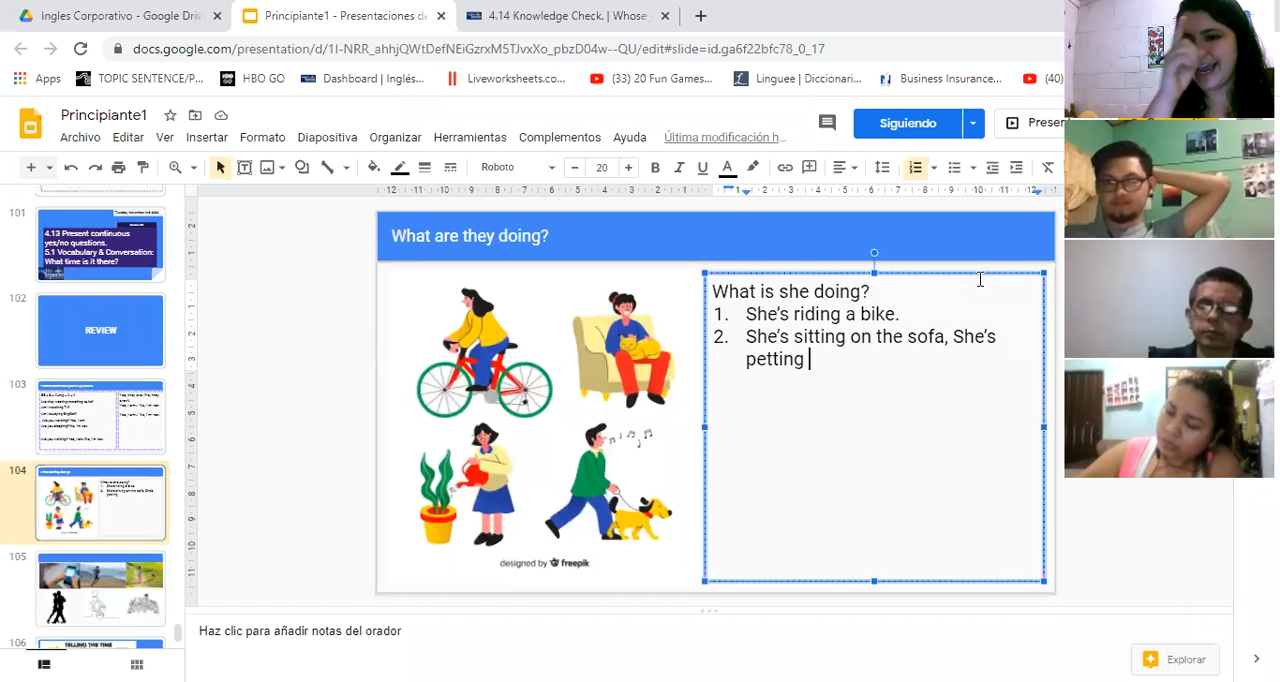 Ingles Corporativo - Google Driv
Principiante1 - Presentaciones de
4.14 Knowledge Check. | Whose
docs.google.com/presentation/d/1I-NRR_ahhjQWtDefNEiGzrxM5TJvxXo_pbzD04w--QU/edit#slide=id.ga6f22bfc78_0_17
Apps
TOPIC SENTENCE/P...
HBO GO
Dashboard | Inglés...
Liveworksheets.co...
(33) 20 Fun Games...
Linguee | Diccionari...
Business Insurance...
(40)
Principiante1
Siguiendo
Presen
Archivo Editar Ver Insertar Formato Diapositiva Organizar Herramientas Complementos Ayuda Última modificación h...
Roboto
20
101
4.13 Present continuous
yes/no questions.
5.1 Vocabulary & Conversation:
What time is it there?
102
REVIEW
103
104
105
106
TELLING THE TIME
What are they doing?
What is she doing?
1. She's riding a bike.
2. She's sitting on the sofa, She's
petting
designed by freepik
Haz clic para añadir notas del orador
Explorar